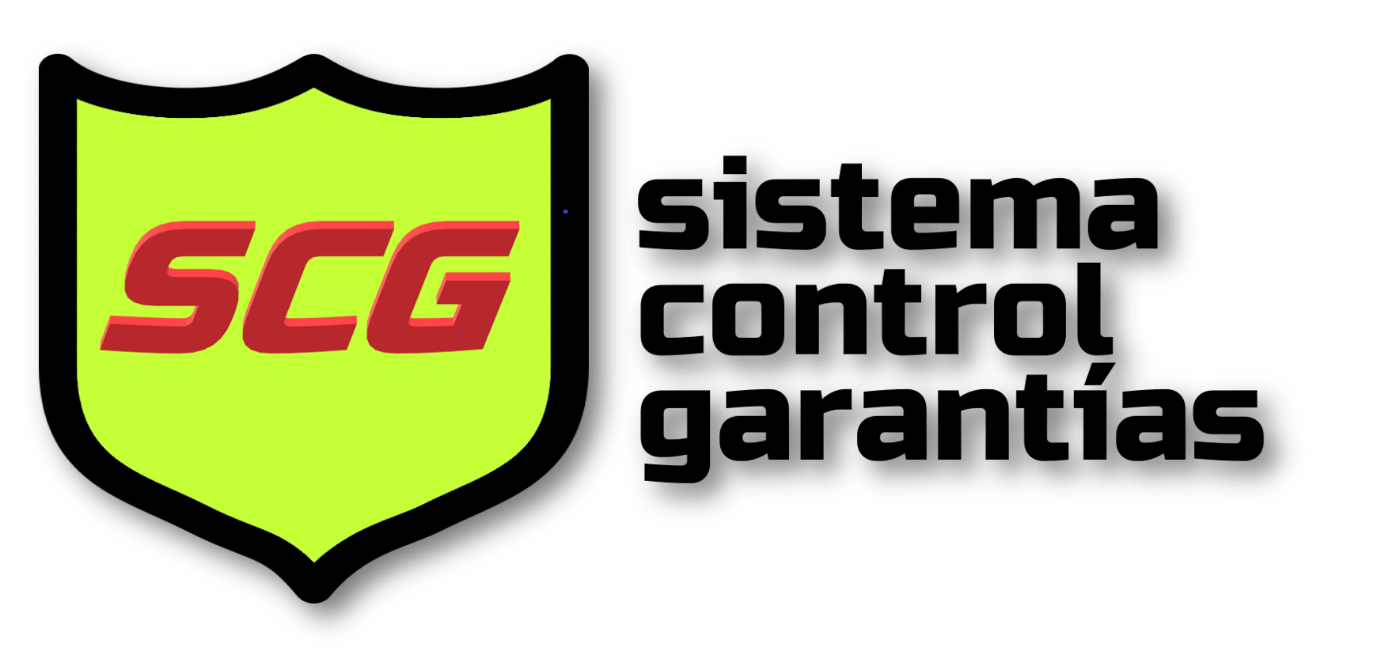 SCG
sistema
control
garantías